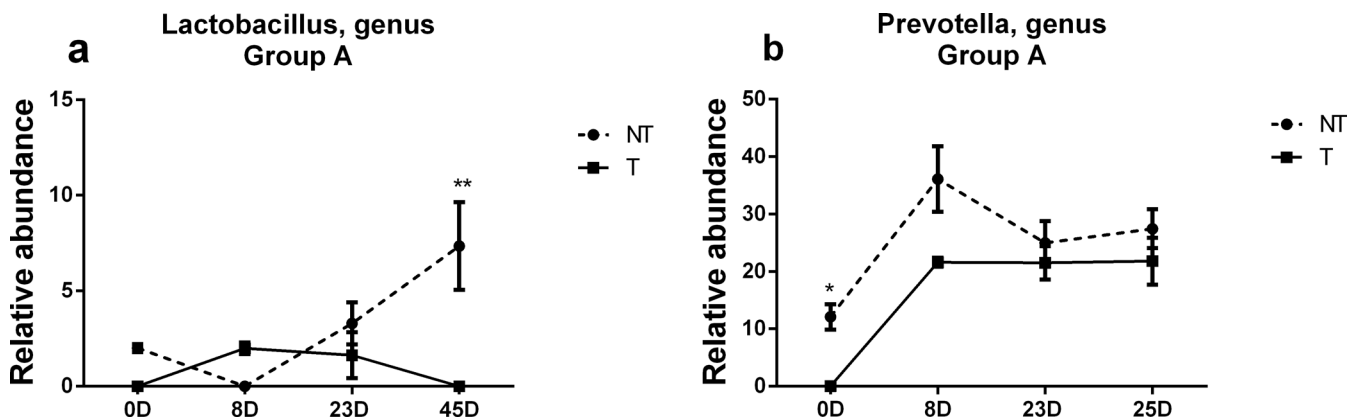 a
Lactobacillus, genus
Group A
Relative abundance
15
10
5
0
**
0D 8D 23D 45D
NT
T
b
Prevotella, genus
Group A
Relative abundance
50
40
30
20
10
0
*
0D 8D 23D 25D
NT
T